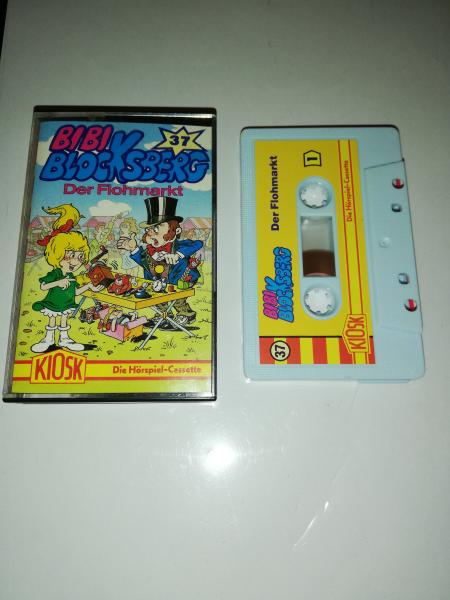 BIBI
BLOCKSBERG
37
Der Flohmarkt
KIOSK
Die Hörspiel-Cassette
Der Flohmarkt
1
Die Hörspiel-Cassette
BIBI
BLOCKSBERG
37
KIOSK